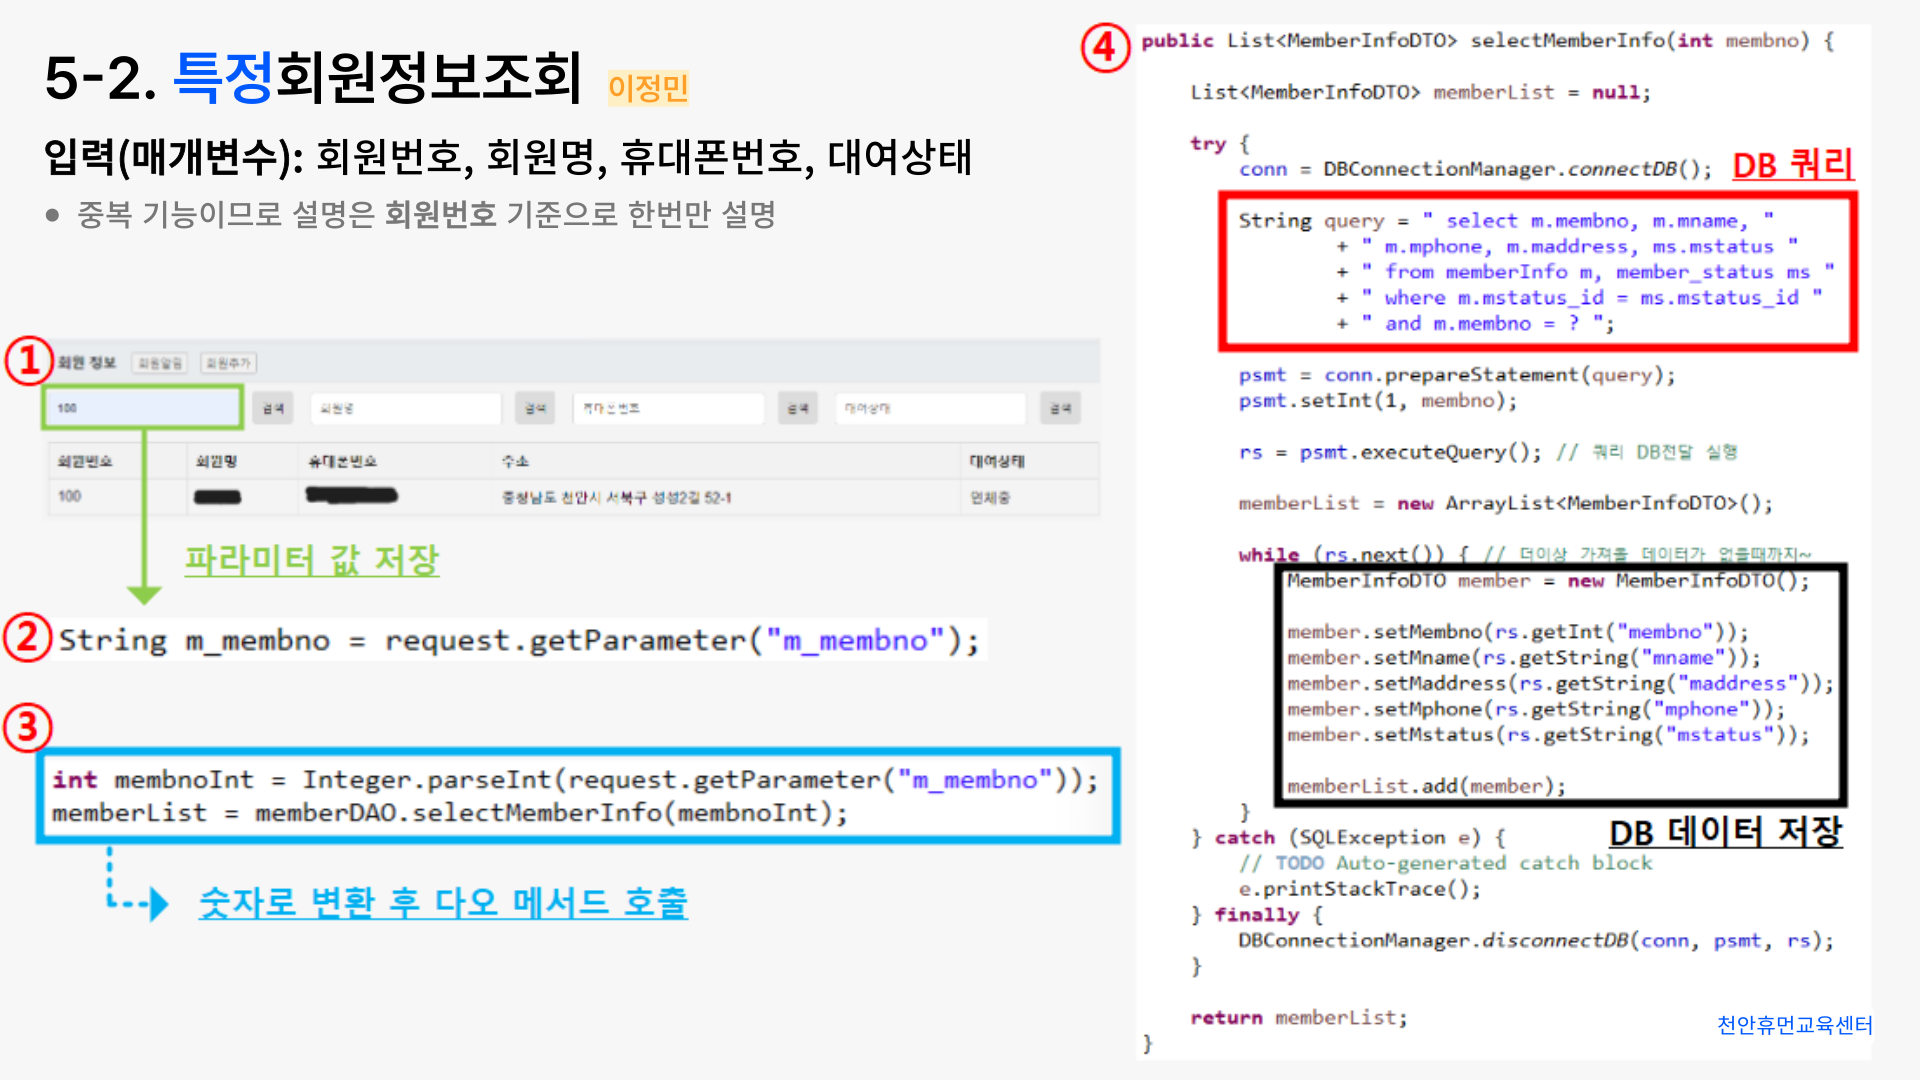 5-2. 특정회원정보조회 이정민
입력(매개변수): 회원번호, 회원명, 휴대폰번호, 대여상태
● 중복 기능이므로 설명은 회원번호 기준으로 한번만 설명
①
회원 정보 회원알림 회원추가
100 검색 회원명 검색 휴대폰번호 검색 대여상태 검색
회원번호 회원명 휴대폰번호 주소 대여상태
100 충청남도 천안시 서북구 성성2길 52-1 연체중
파라미터 값 저장
②
String m_membno = request.getParameter("m_membno");
③
int membnoInt = Integer.parseInt(request.getParameter("m_membno"));
memberList = memberDAO.selectMemberInfo(membnoInt);
숫자로 변환 후 다오 메서드 호출
④
public List<MemberInfoDTO> selectMemberInfo(int membno) {
List<MemberInfoDTO> memberList = null;
try {
conn = DBConnectionManager.connectDB();
DB 쿼리
String query = " select m.membno, m.mname, "
+ " m.mphone, m.maddress, ms.mstatus "
+ " from memberInfo m, member_status ms "
+ " where m.mstatus_id = ms.mstatus_id "
+ " and m.membno = ? ";
psmt = conn.prepareStatement(query);
psmt.setInt(1, membno);
rs = psmt.executeQuery(); // 쿼리 DB전달 실행
memberList = new ArrayList<MemberInfoDTO>();
while (rs.next()) { // 더이상 가져올 데이터가 없을때까지~
MemberInfoDTO member = new MemberInfoDTO();
member.setMembno(rs.getInt("membno"));
member.setMname(rs.getString("mname"));
member.setMaddress(rs.getString("maddress"));
member.setMphone(rs.getString("mphone"));
member.setMstatus(rs.getString("mstatus"));
memberList.add(member);
}
DB 데이터 저장
} catch (SQLException e) {
// TODO Auto-generated catch block
e.printStackTrace();
} finally {
DBConnectionManager.disconnectDB(conn, psmt, rs);
}
return memberList;
}
천안휴먼교육센터